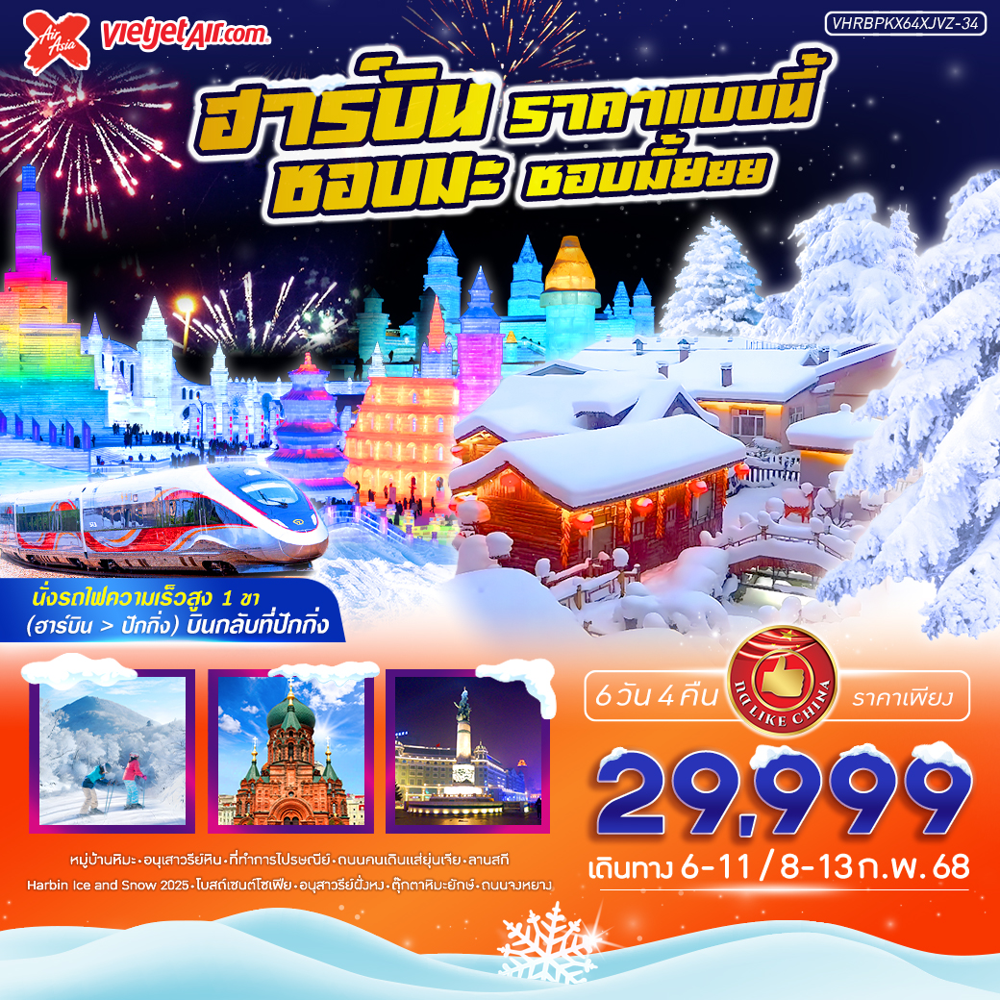 Air Asia
vietjetAir.com
VHRBPKX64XJVZ-34
ฮาร์บิน ราคาแบบนี้
ชอบมะ ชอบมั้ยยย
นั่งรถไฟความเร็วสูง 1 ขา
(ฮาร์บิน > ปักกิ่ง) บินกลับที่ปักกิ่ง
6 วัน 4 คืน
กด LIKE CHINA
ราคาเพียง
29,999
เดินทาง 6-11 / 8-13 ก.พ. 68
หมู่บ้านหิมะ•อนุเสาวรีย์หิน•ที่ทำการไปรษณีย์•ถนนคนเดินแส่ยุ่นเจีย•ลานสกี
Harbin Ice and Snow 2025•โบสถ์เซนต์โซเฟีย•อนุสาวรีย์ฝั่งหง•ตุ๊กตาหิมะยักษ์•ถนนจงหยาง